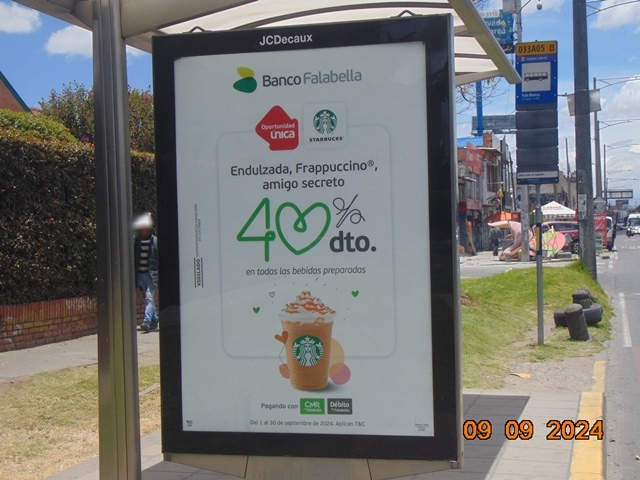 JCDecaux
Banco Falabella
Oportunidad
única
STARBUCKS
Endulzada, Frappuccino®,
amigo secreto
40%
dto.
en todas las bebidas preparadas
VIGILADO
Pagando con CMR Débito
Del 1 al 30 de septiembre de 2024. Aplican T&C
033A05
09 09 2024